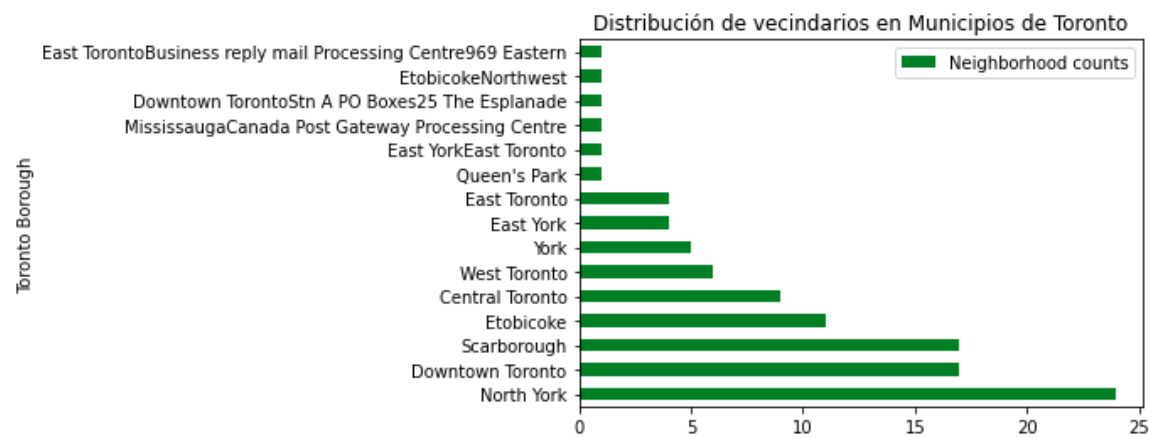 Distribución de vecindarios en Municipios de Toronto
Neighborhood counts
Toronto Borough
East TorontoBusiness reply mail Processing Centre969 Eastern
EtobicokeNorthwest
Downtown TorontoStn A PO Boxes25 The Esplanade
MississaugaCanada Post Gateway Processing Centre
East YorkEast Toronto
Queen's Park
East Toronto
East York
York
West Toronto
Central Toronto
Etobicoke
Scarborough
Downtown Toronto
North York
0 5 10 15 20 25